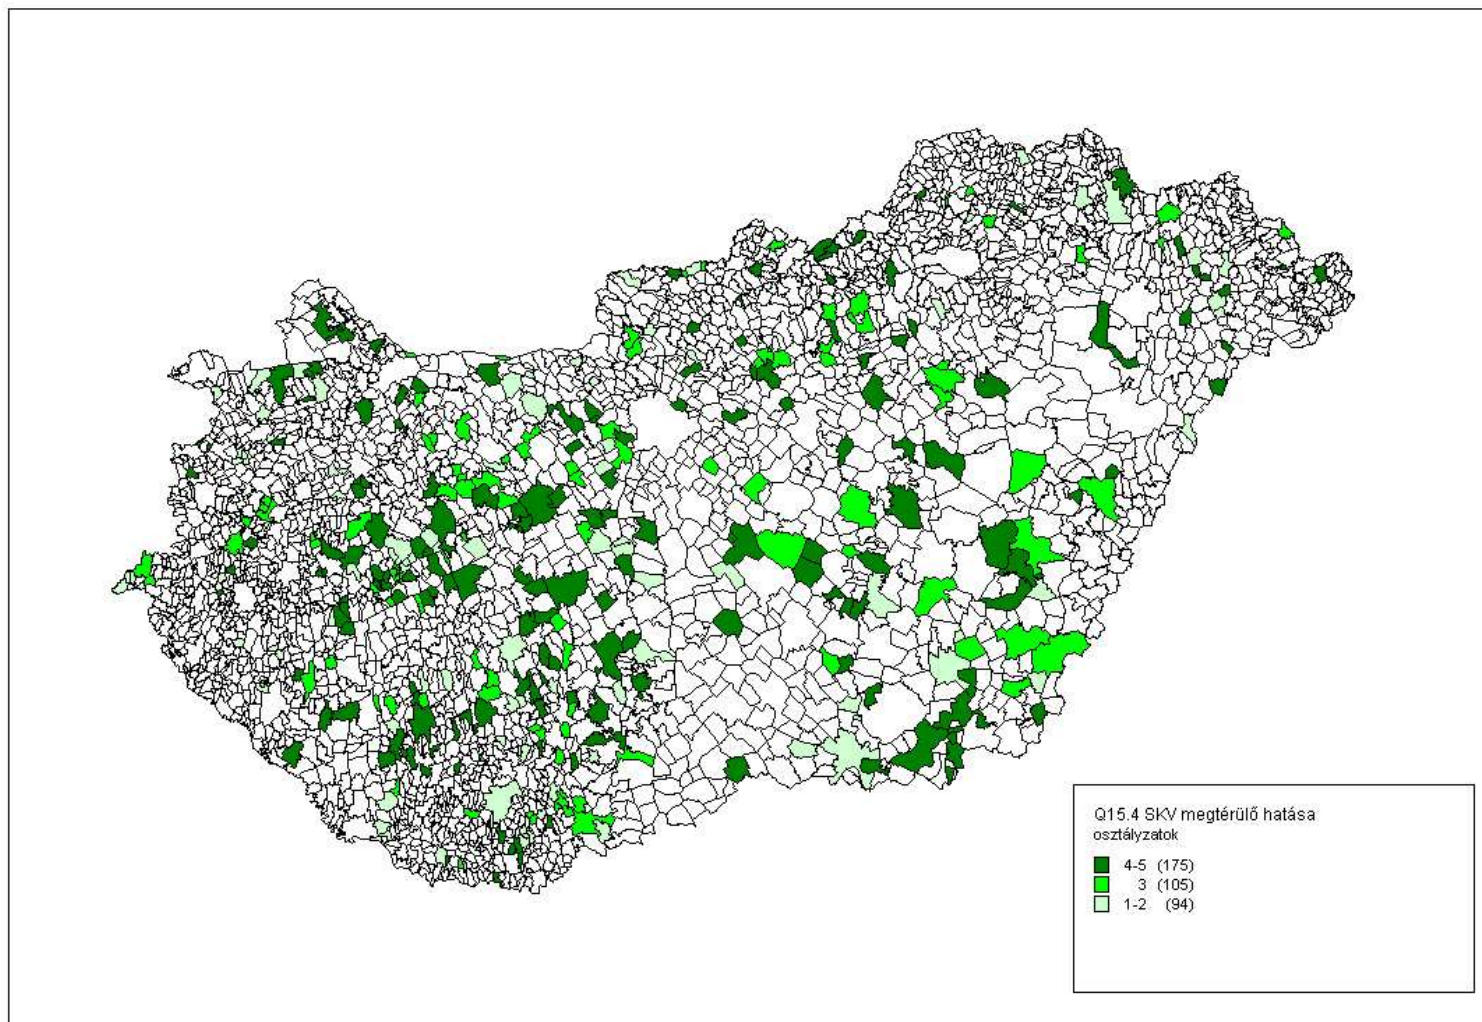 Q15.4 SKV megtérülő hatása
osztályzatok
4-5 (175)
3 (105)
1-2 (94)